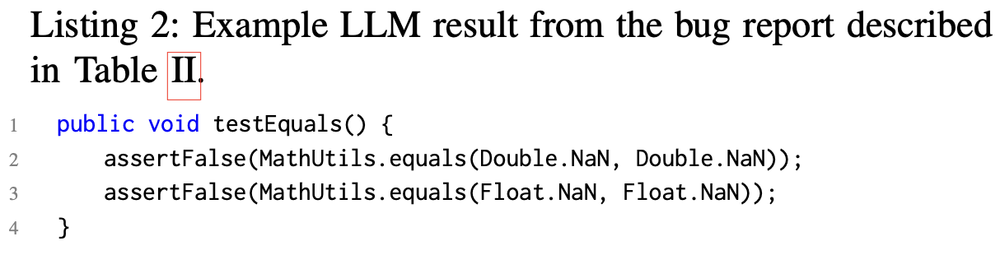 Listing 2: Example LLM result from the bug report described
in Table II.
1 public void testEquals() {
2     assertFalse(MathUtils.equals(Double.NaN, Double.NaN));
3     assertFalse(MathUtils.equals(Float.NaN, Float.NaN));
4 }